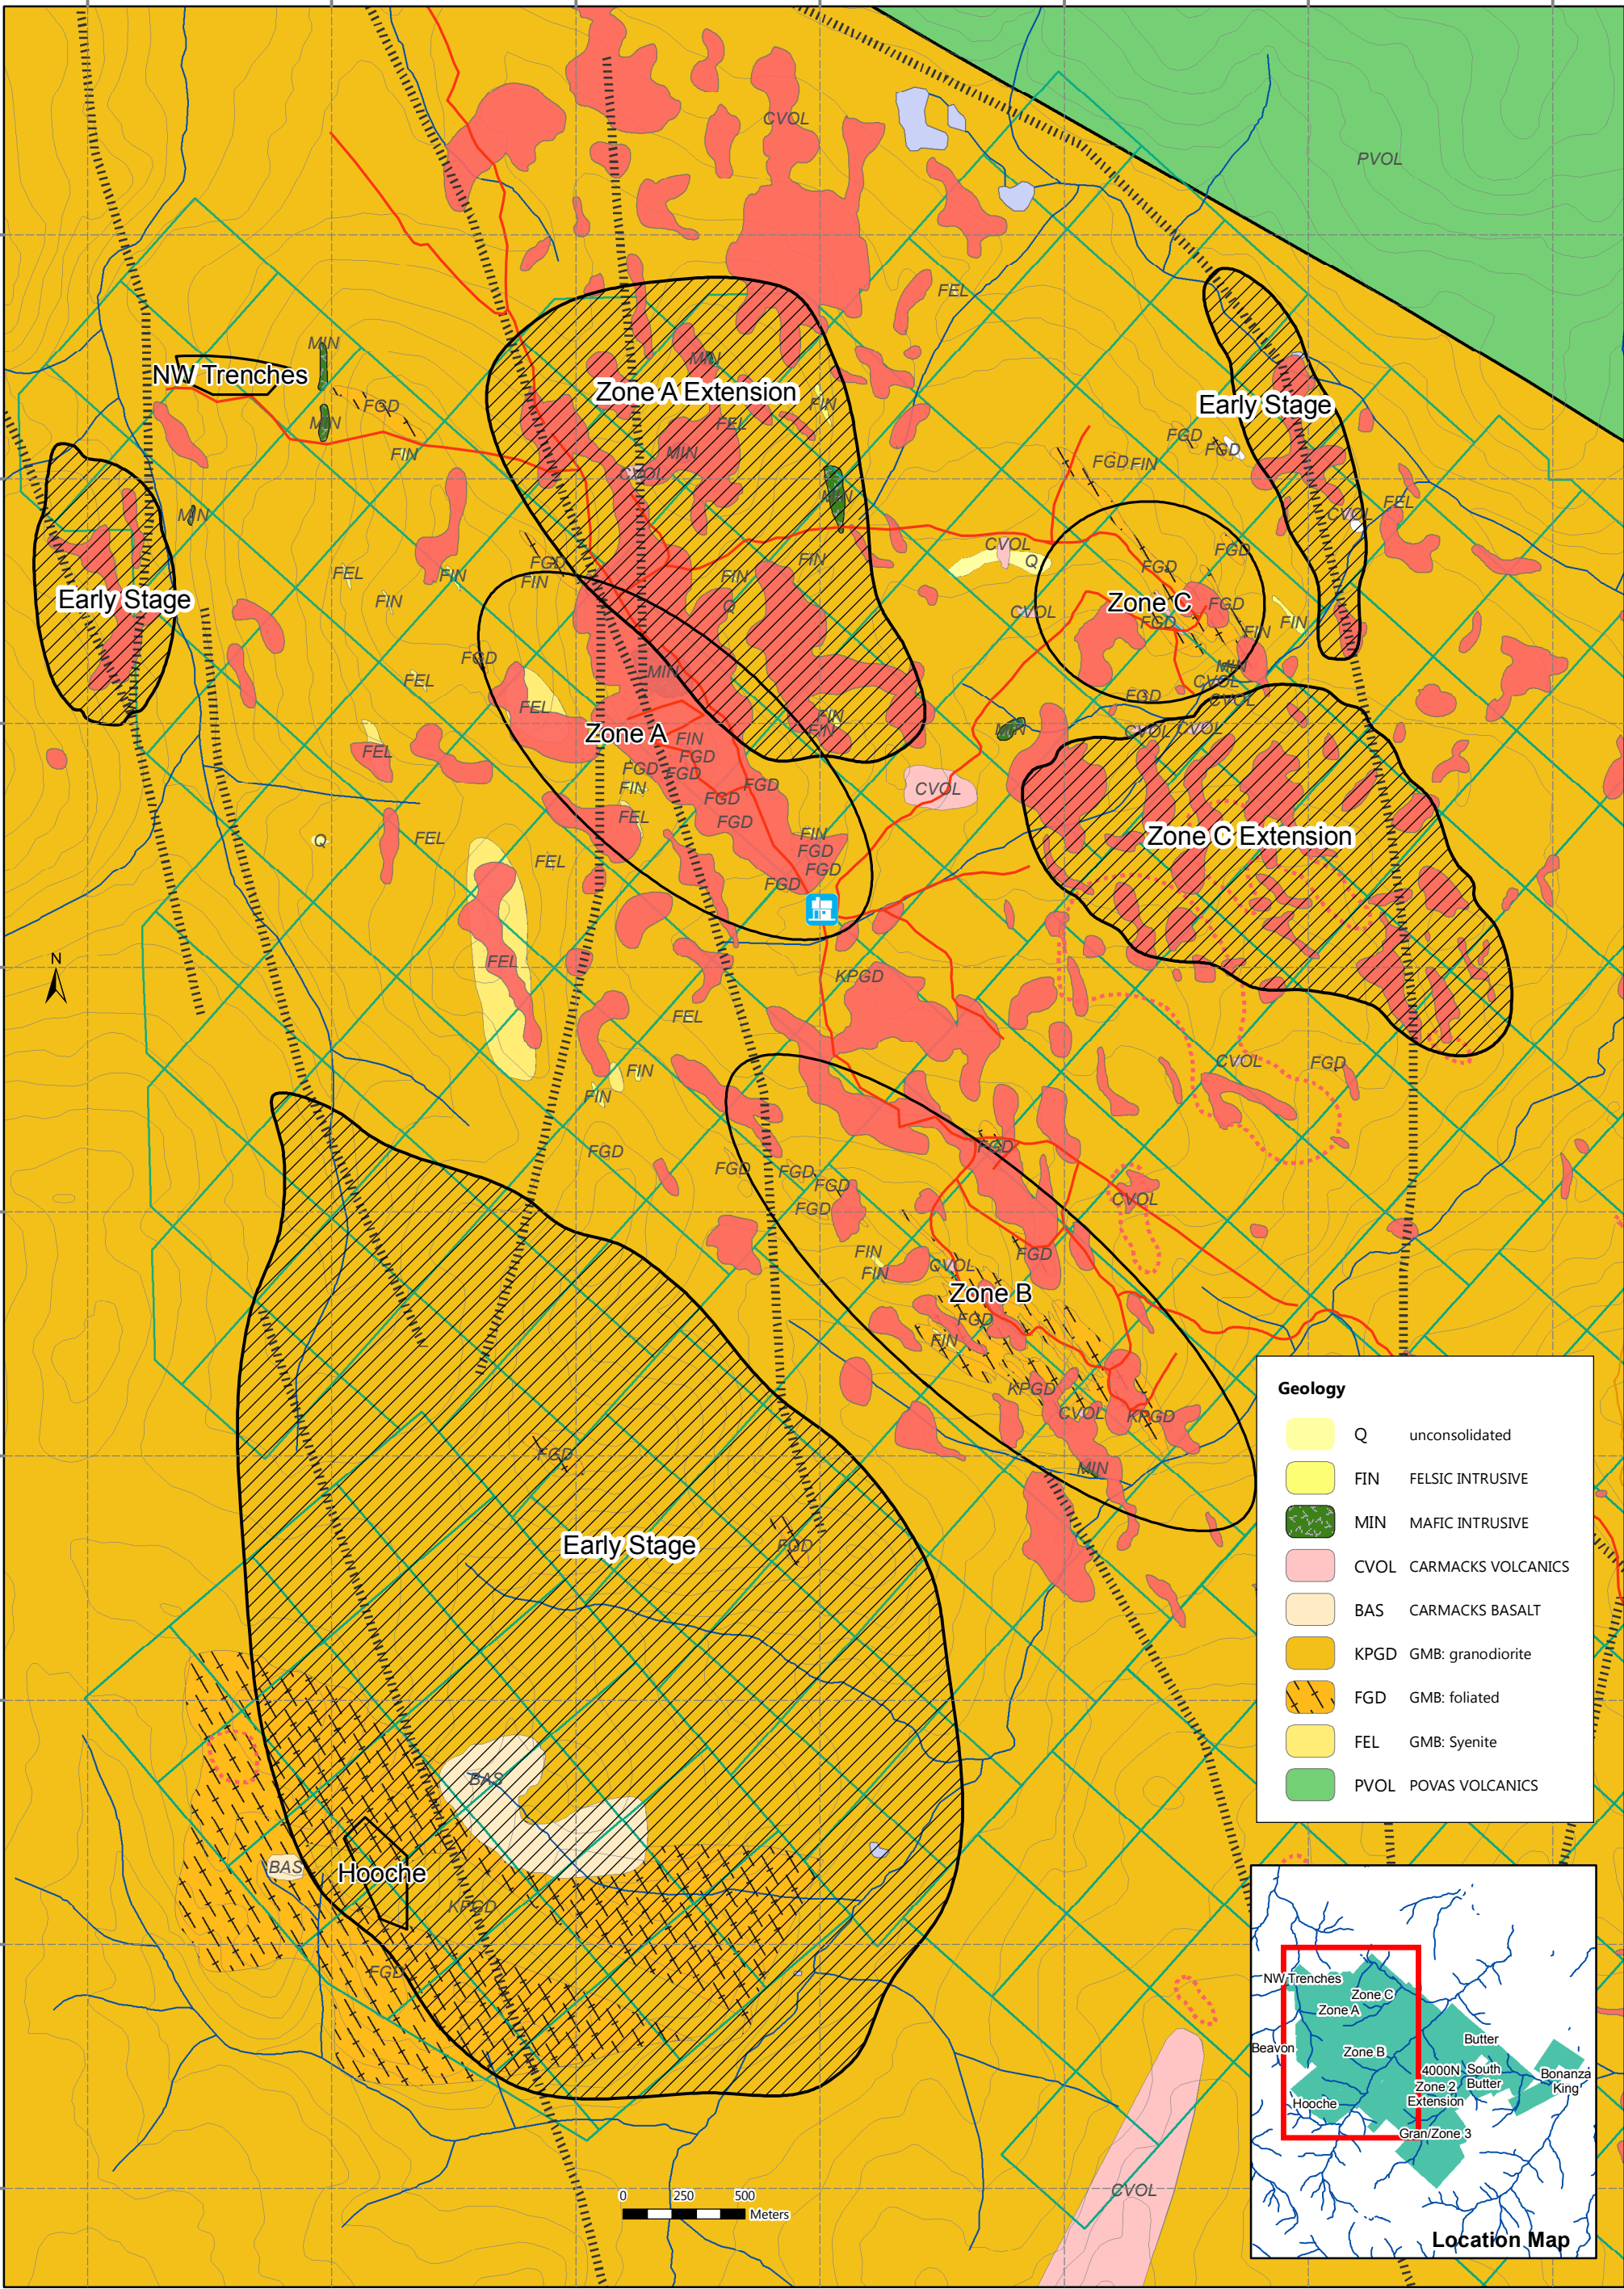 CVOL
PVOL
FEL
MIN
NW Trenches
MIN
Zone A Extension
FGD
FIN
Early Stage
MIN
FEL
FGD
FIN
MIN
FGD
FGD
CVOL
FGD FIN
MIN
FEL
MIN
CVOL
CVOL
FGD
FIN
Q
FGD
FEL
FIN
FGD
FIN
FIN
Early Stage
FIN
Q
CVOL
Zone C
FGD
FGD
FIN
FIN
FGD
MIN
MIN
FEL
CVOL
FGD
CVOL
FEL
FIN
FIN
MIN
CVOL
CVOL
Zone A
FIN
FEL
FGD
FGD
FGD
FIN
FGD
CVOL
FGD
FEL
FGD
FIN
Zone C Extension
Q
FEL
FGD
FEL
FGD
FGD
N
FEL
KPGD
FEL
FIN
CVOL
FGD
FIN
FGD
FGD
FGD
FGD
FGD
FGD
CVOL
FIN
FGD
FIN
CVOL
Zone B
FGD
FIN
KPGD
CVOL
KPGD
FGD
MIN
Early Stage
FGD
Geology
Q unconsolidated
FIN FELSIC INTRUSIVE
MIN MAFIC INTRUSIVE
CVOL CARMACKS VOLCANICS
BAS CARMACKS BASALT
KPGD GMB: granodiorite
FGD GMB: foliated
FEL GMB: Syenite
PVOL POVAS VOLCANICS
BAS
BAS
Hooche
KPGD
FGD
NW Trenches
Zone C
Zone A
Butter
Beavon
Zone B
4000N
South
Butter
Zone 2
Extension
Bonanza
King
Hooche
Gran/Zone 3
Location Map
CVOL
0 250 500
Meters